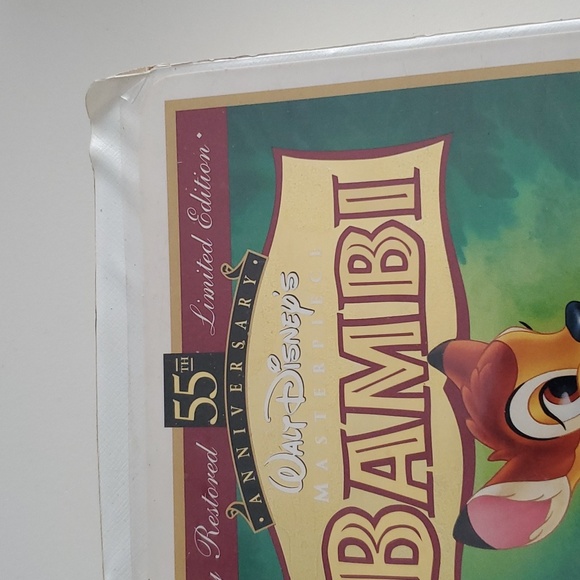 Restored 55TH Limited Edition •
• ANNIVERSARY •
WALT DISNEY'S
MASTERPIECE
BAMBI